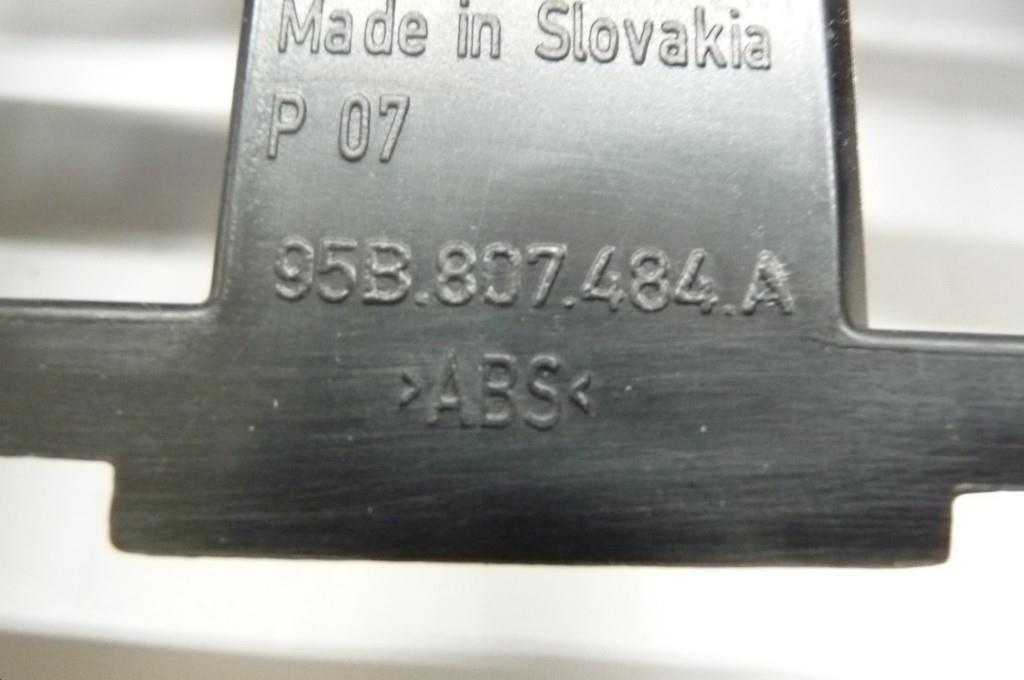 Made in Slovakia
P 07
95B.807.484.A
>ABS<